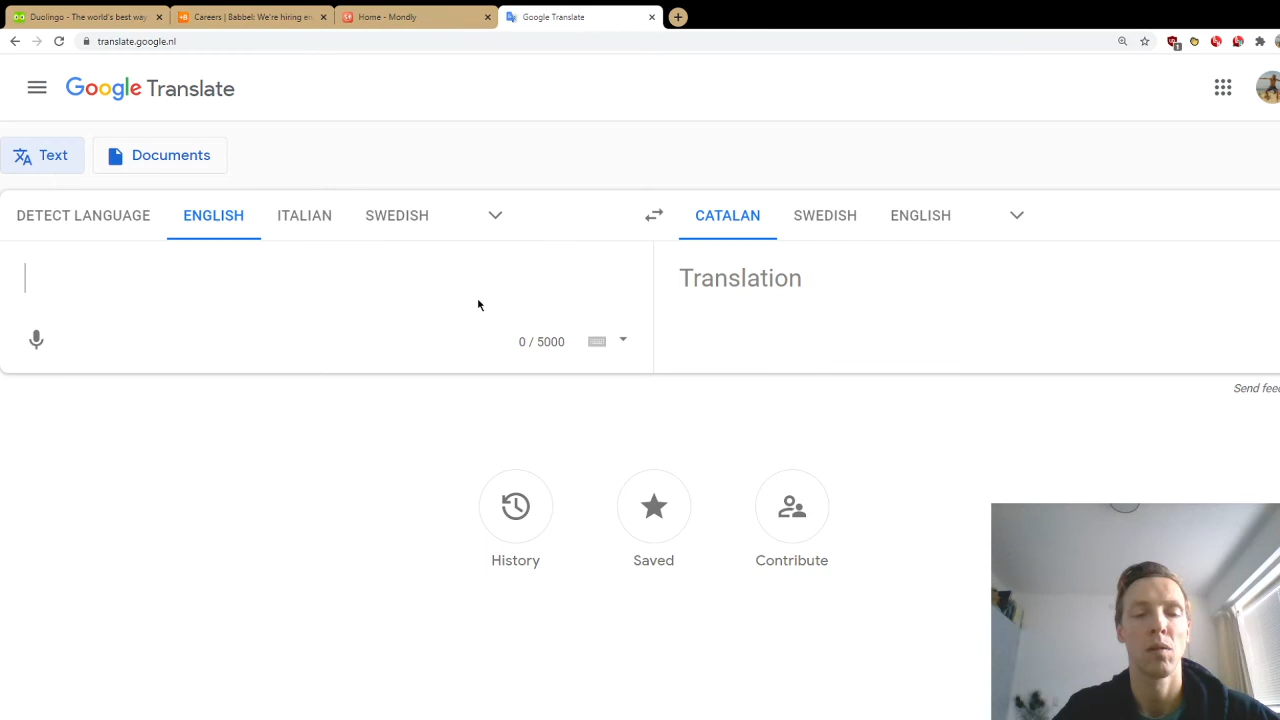 Duolingo - The world's best way
Careers | Babbel: We're hiring en
Home - Mondly
Google Translate
translate.google.nl
Google Translate
Text
Documents
DETECT LANGUAGE ENGLISH ITALIAN SWEDISH
CATALAN SWEDISH ENGLISH
Translation
0 / 5000
Send feed
History
Saved
Contribute